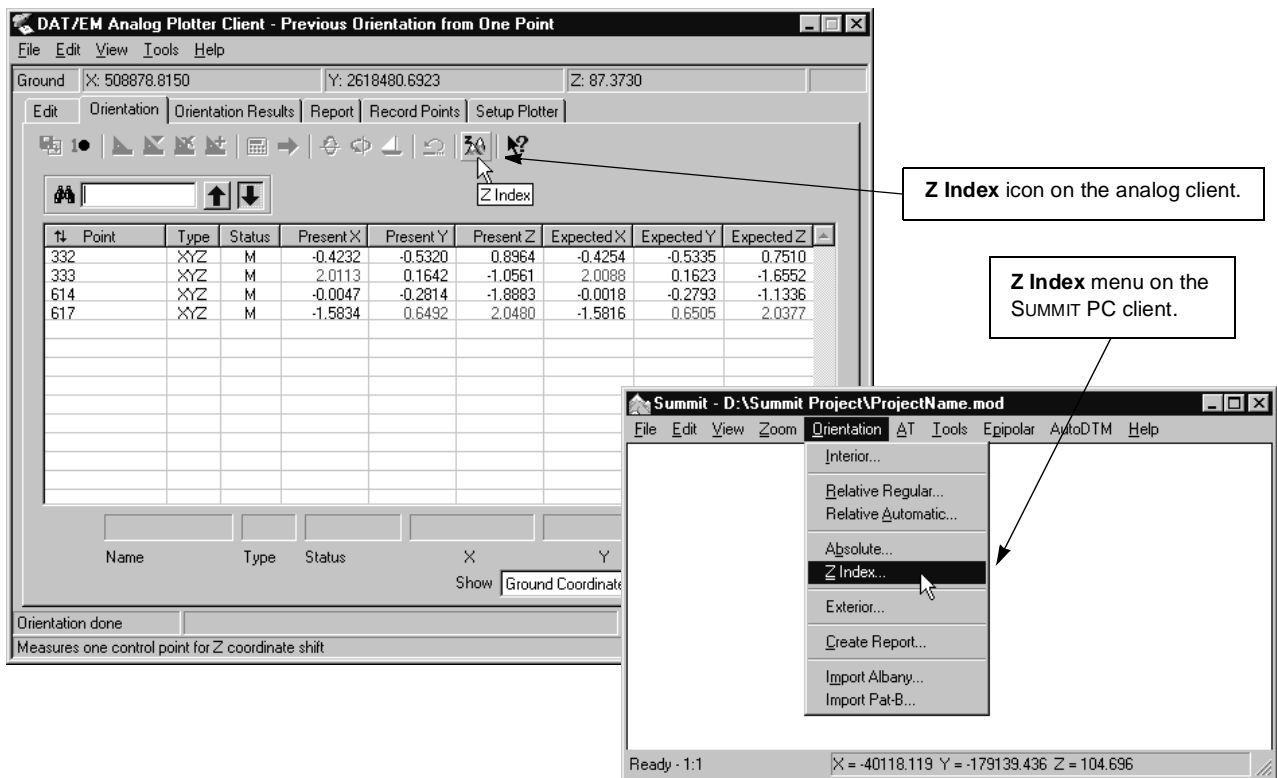 DAT/EM Analog Plotter Client - Previous Orientation from One Point
File Edit View Tools Help
Ground X: 508878.8150 Y: 2618480.6923 Z: 87.3730
Edit Orientation Orientation Results Report Record Points Setup Plotter
Z Index
Point Type Status Present X Present Y Present Z Expected X Expected Y Expected Z
332 XYZ M -0.4232 -0.5320 0.8964 -0.4254 -0.5335 0.7510
333 XYZ M 2.0113 0.1642 -1.0561 2.0088 0.1623 -1.6552
614 XYZ M -0.0047 -0.2814 -1.8883 -0.0018 -0.2793 -1.1336
617 XYZ M -1.5834 0.6492 2.0480 -1.5816 0.6505 2.0377
Name Type Status X Y
Show Ground Coordinate
Orientation done
Measures one control point for Z coordinate shift
Z Index icon on the analog client.
Z Index menu on the
SUMMIT PC client.
Summit - D:\Summit Project\ProjectName.mod
File Edit View Zoom Orientation AT Tools Epipolar AutoDTM Help
Interior...
Relative Regular...
Relative Automatic...
Absolute...
Z Index...
Exterior...
Create Report...
Import Albany...
Import Pat-B...
Ready - 1:1 X = -40118.119 Y = -179139.436 Z = 104.696